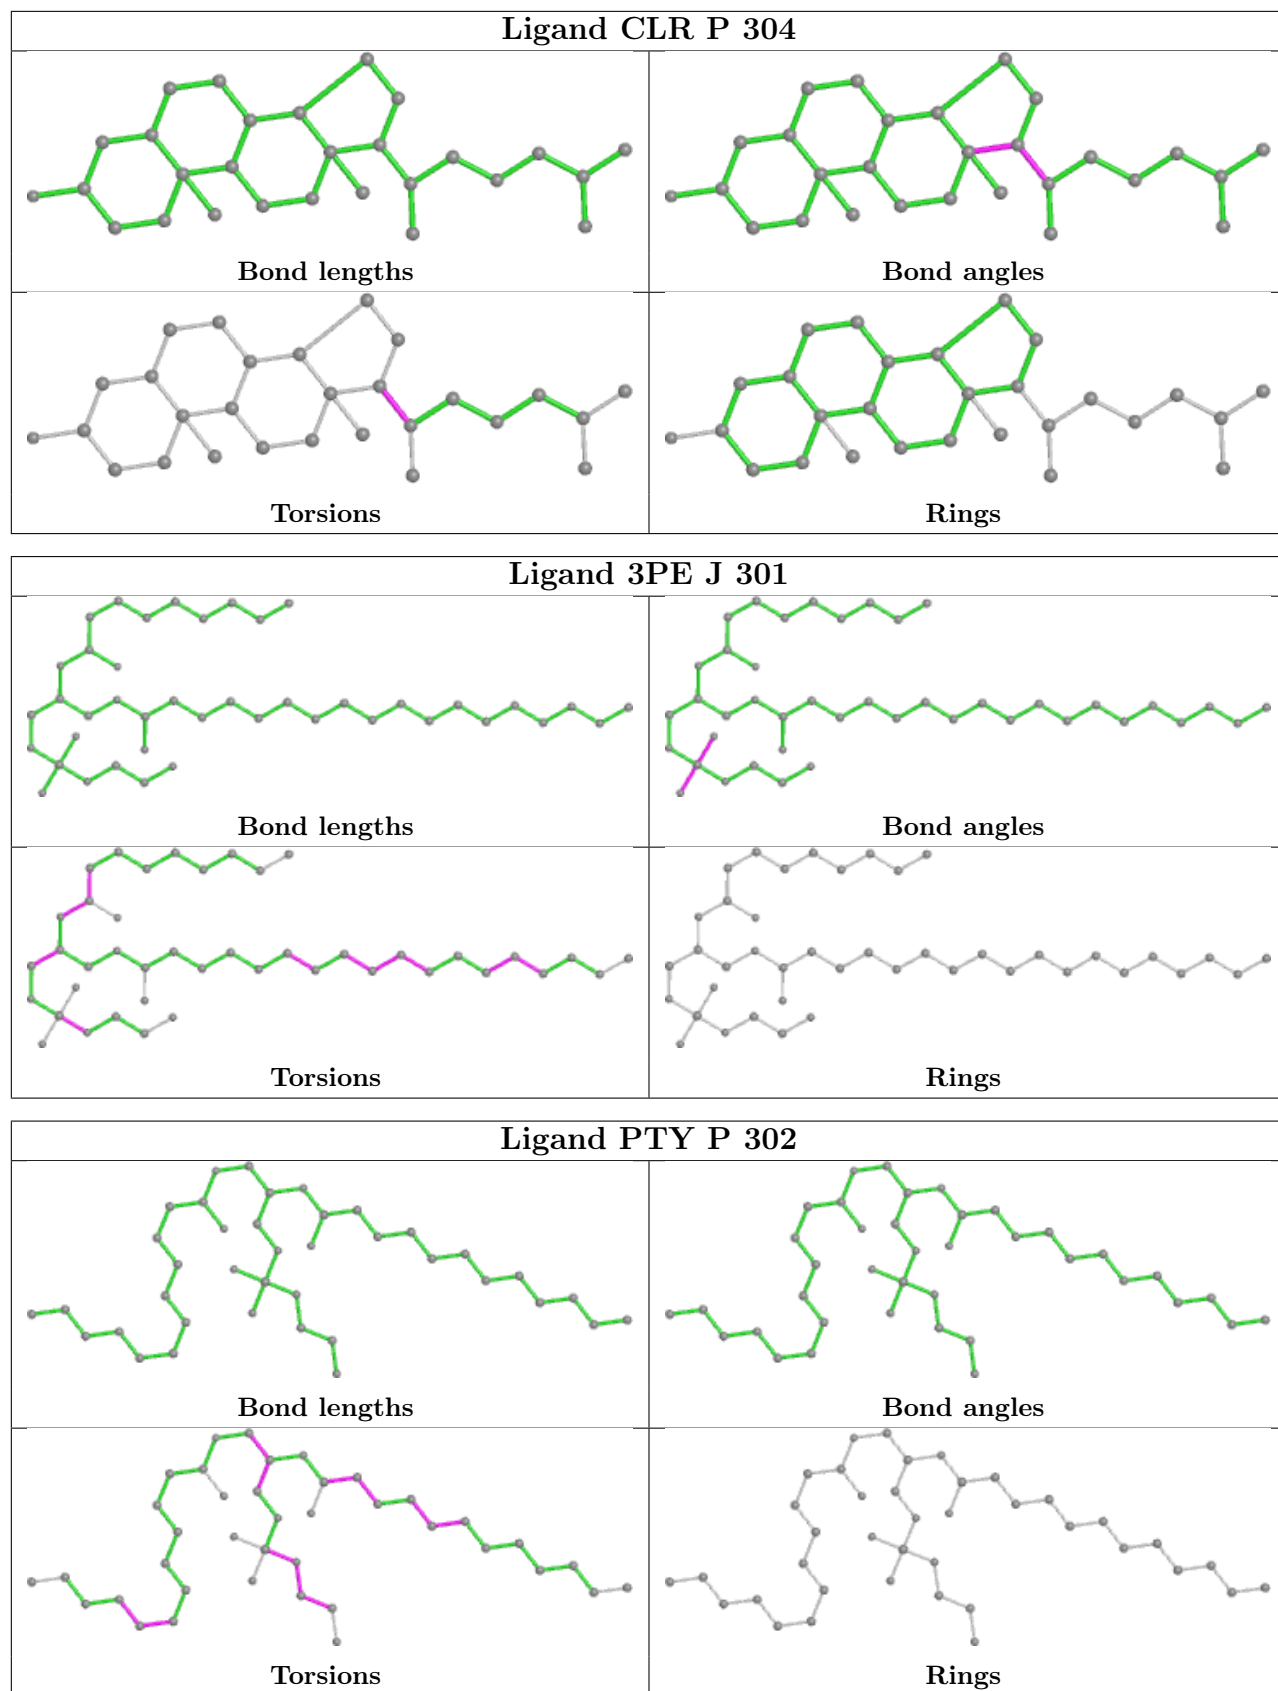 Ligand CLR P 304
Bond lengths
Bond angles
Torsions
Rings
Ligand 3PE J 301
Bond lengths
Bond angles
Torsions
Rings
Ligand PTY P 302
Bond lengths
Bond angles
Torsions
Rings